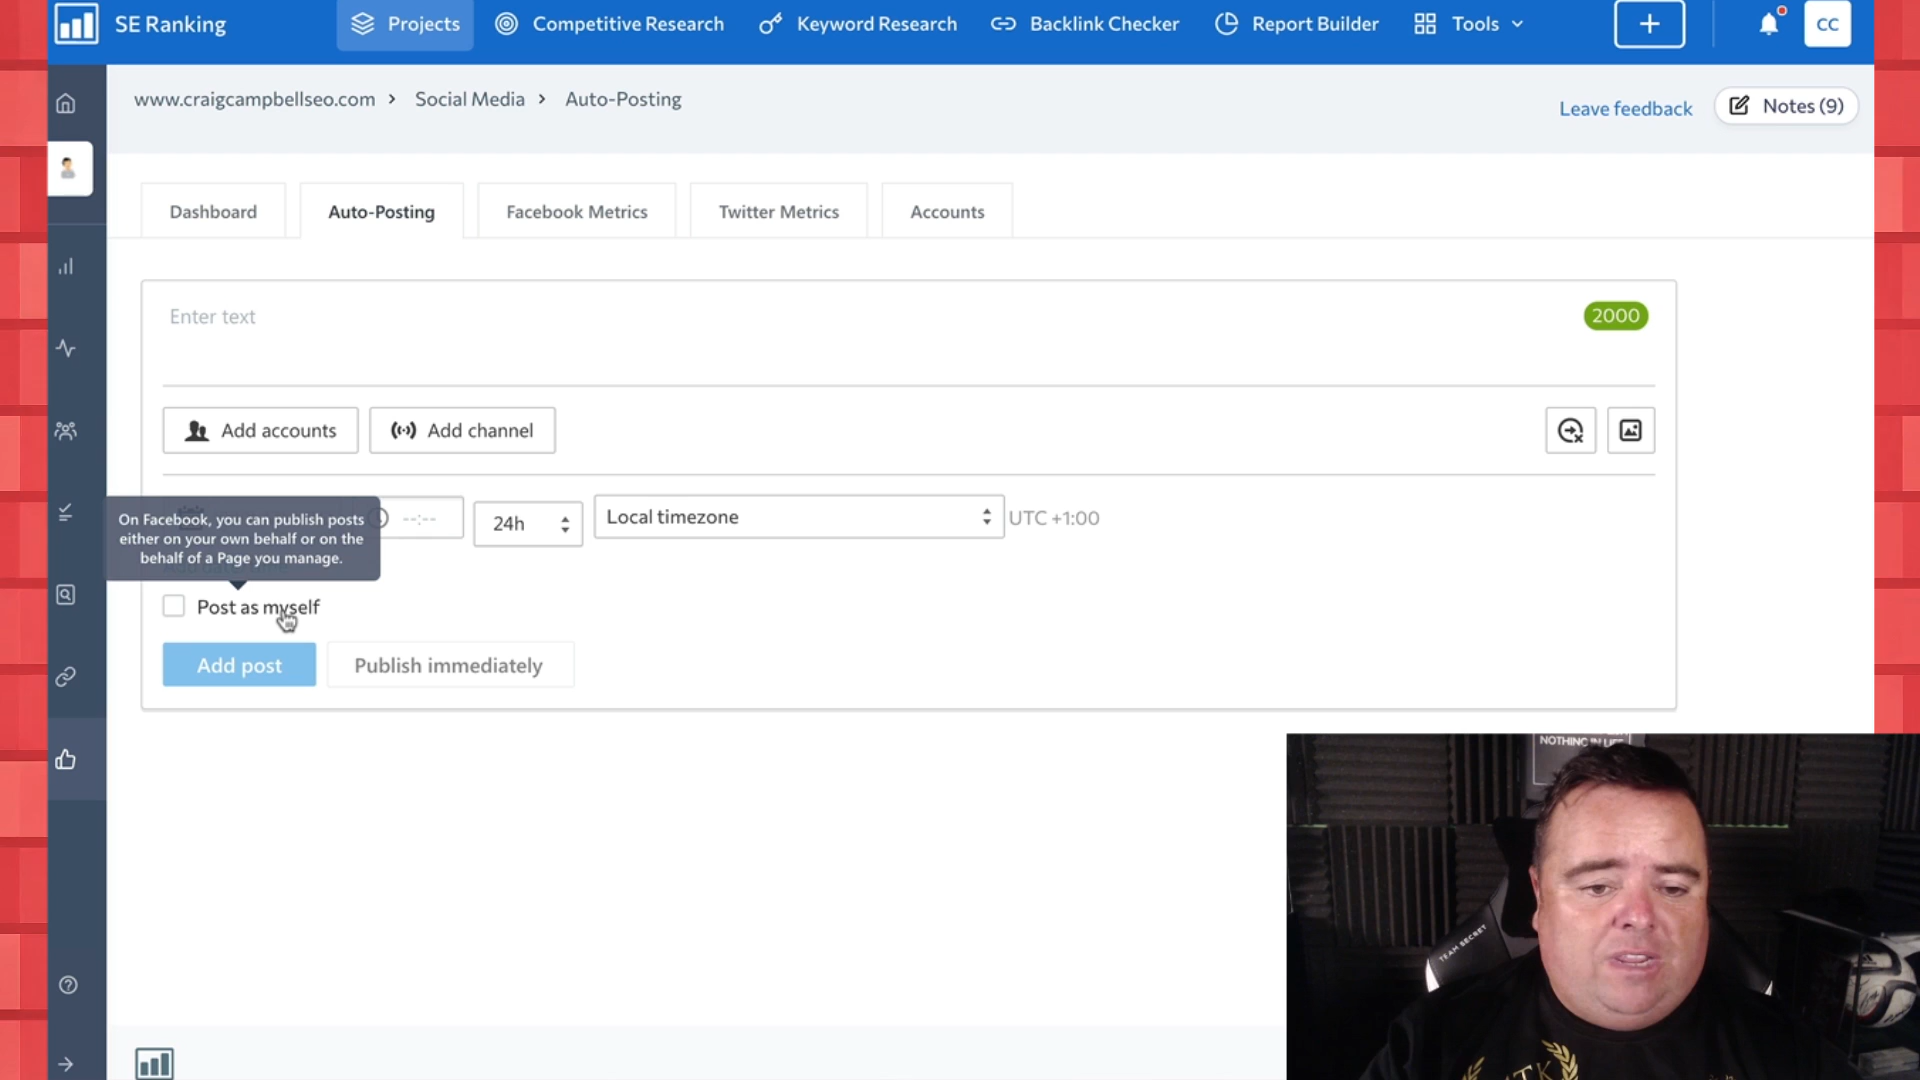 SE Ranking
Projects
Competitive Research
Keyword Research
Backlink Checker
Report Builder
Tools
CC
www.craigcampbellseo.com > Social Media > Auto-Posting
Leave feedback
Notes (9)
Dashboard
Auto-Posting
Facebook Metrics
Twitter Metrics
Accounts
Enter text
2000
Add accounts
Add channel
On Facebook, you can publish posts
either on your own behalf or on the
behalf of a Page you manage.
--:--
24h
Local timezone
UTC +1:00
Post as myself
Add post
Publish immediately
NOTHING IN LIFE
TEAM SECRET